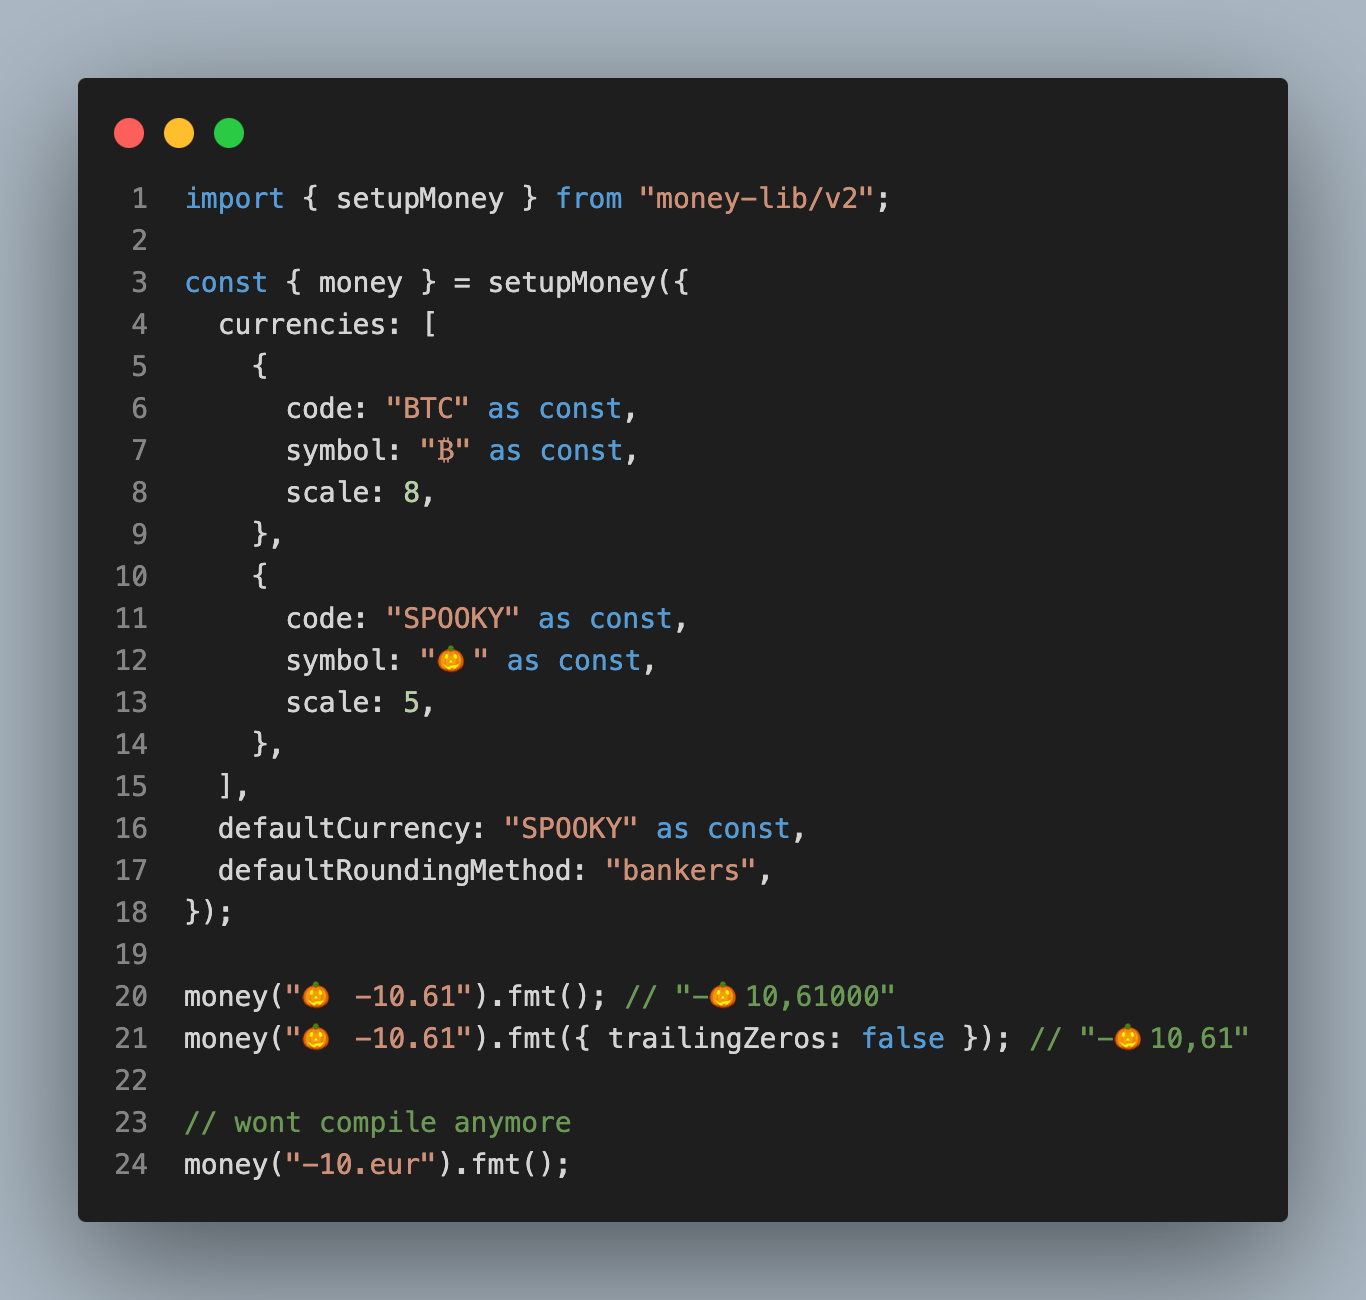 1 import { setupMoney } from "money-lib/v2";
2
3 const { money } = setupMoney({
4   currencies: [
5     {
6       code: "BTC" as const,
7       symbol: "₿" as const,
8       scale: 8,
9     },
10     {
11       code: "SPOOKY" as const,
12       symbol: "🎃" as const,
13       scale: 5,
14     },
15   ],
16   defaultCurrency: "SPOOKY" as const,
17   defaultRoundingMethod: "bankers",
18 });
19
20 money("🎃 -10.61").fmt(); // "-🎃10,61000"
21 money("🎃 -10.61").fmt({ trailingZeros: false }); // "-🎃10,61"
22
23 // wont compile anymore
24 money("-10.eur").fmt();